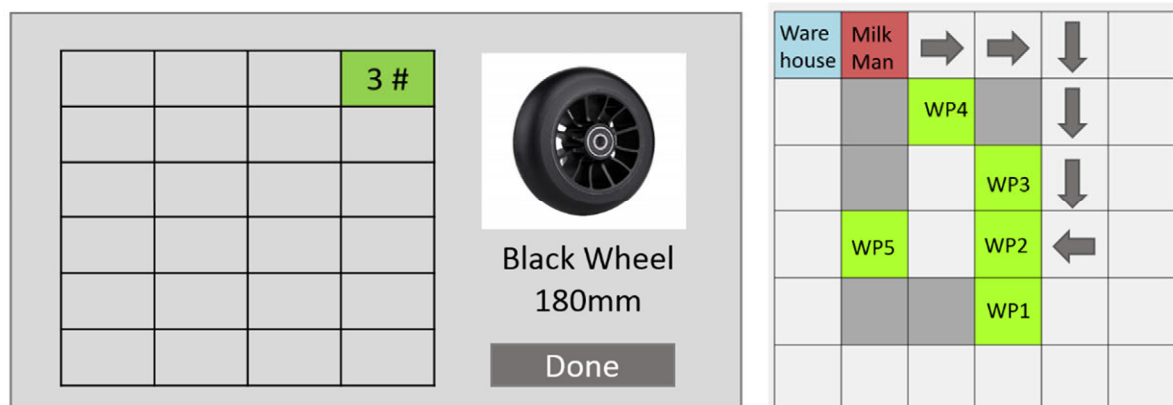 3 #
Black Wheel
180mm
Done
Ware
house
Milk
Man
WP4
WP3
WP5
WP2
WP1